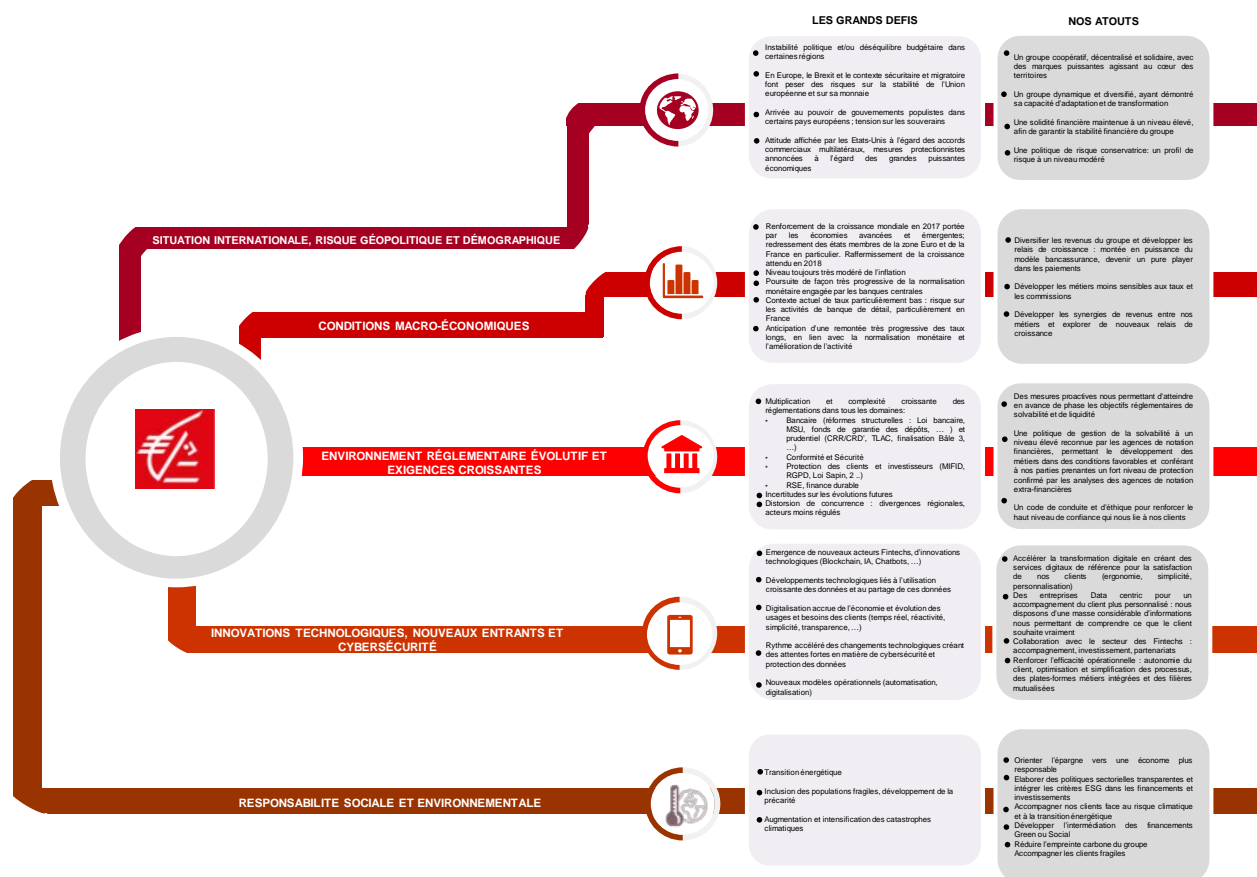 LES GRANDS DEFIS
NOS ATOUTS
SITUATION INTERNATIONALE, RISQUE GÉOPOLITIQUE ET DÉMOGRAPHIQUE
● Instabilité politique et/ou déséquilibre budgétaire dans
certaines régions
● En Europe, le Brexit et le contexte sécuritaire et migratoire
font peser des risques sur la stabilité de l'Union
européenne et sur sa monnaie
● Arrivée au pouvoir de gouvernements populistes dans
certains pays européens ; tension sur les souverains
● Attitude affichée par les Etats-Unis à l'égard des accords
commerciaux multilatéraux, mesures protectionnistes
annoncées à l'égard des grandes puissantes
économiques
● Un groupe coopératif, décentralisé et solidaire, avec
des marques puissantes agissant au cœur des
territoires
● Un groupe dynamique et diversifié, ayant démontré
sa capacité d'adaptation et de transformation
● Une solidité financière maintenue à un niveau élevé,
afin de garantir la stabilité financière du groupe
● Une politique de risque conservatrice: un profil de
risque à un niveau modéré
CONDITIONS MACRO-ÉCONOMIQUES
● Renforcement de la croissance mondiale en 2017 portée
par les économies avancées et émergentes;
redressement des états membres de la zone Euro et de la
France en particulier. Raffermissement de la croissance
attendu en 2018
● Niveau toujours très modéré de l'inflation
● Poursuite de façon très progressive de la normalisation
monétaire engagée par les banques centrales
● Contexte actuel de taux particulièrement bas : risque sur
les activités de banque de détail, particulièrement en
France
● Anticipation d'une remontée très progressive des taux
longs, en lien avec la normalisation monétaire et
l'amélioration de l'activité
● Diversifier les revenus du groupe et développer les
relais de croissance : montée en puissance du
modèle bancassurance, devenir un pure player
dans les paiements
● Développer les métiers moins sensibles aux taux et
les commissions
● Développer les synergies de revenus entre nos
métiers et explorer de nouveaux relais de
croissance
ENVIRONNEMENT RÉGLEMENTAIRE ÉVOLUTIF ET
EXIGENCES CROISSANTES
● Multiplication et complexité croissante des
réglementations dans tous les domaines:
• Bancaire (réformes structurelles : Loi bancaire,
MSU, fonds de garantie des dépôts, … ) et
prudentiel (CRR/CRD', TLAC, finalisation Bâle 3,
…)
• Conformité et Sécurité
• Protection des clients et investisseurs (MIFID,
RGPD, Loi Sapin, 2 ..)
• RSE, finance durable
● Incertitudes sur les évolutions futures
● Distorsion de concurrence : divergences régionales,
acteurs moins régulés
● Des mesures proactives nous permettant d'atteindre
en avance de phase les objectifs réglementaires de
solvabilité et de liquidité
● Une politique de gestion de la solvabilité à un
niveau élevé reconnue par les agences de notation
financières, permettant le développement des
métiers dans des conditions favorables et conférant
à nos parties prenantes un fort niveau de protection
confirmé par les analyses des agences de notation
extra-financières
● Un code de conduite et d'éthique pour renforcer le
haut niveau de confiance qui nous lie à nos clients
INNOVATIONS TECHNOLOGIQUES, NOUVEAUX ENTRANTS ET
CYBERSÉCURITÉ
● Emergence de nouveaux acteurs Fintechs, d'innovations
technologiques (Blockchain, IA, Chatbots, …)
● Développements technologiques liés à l'utilisation
croissante des données et au partage de ces données
● Digitalisation accrue de l'économie et évolution des
usages et besoins des clients (temps réel, réactivité,
simplicité, transparence, …)
● Rythme accéléré des changements technologiques créant
des attentes fortes en matière de cybersécurité et
protection des données
● Nouveaux modèles opérationnels (automatisation,
digitalisation)
● Accélérer la transformation digitale en créant des
services digitaux de référence pour la satisfaction
de nos clients (ergonomie, simplicité,
personnalisation)
● Des entreprises Data centric pour un
accompagnement du client plus personnalisé : nous
disposons d'une masse considérable d'informations
nous permettant de comprendre ce que le client
souhaite vraiment
● Collaboration avec le secteur des Fintechs :
accompagnement, investissement, partenariats
● Renforcer l'efficacité opérationnelle : autonomie du
client, optimisation et simplification des processus,
des plates-formes métiers intégrées et des filières
mutualisées
RESPONSABILITE SOCIALE ET ENVIRONNEMENTALE
● Transition énergétique
● Inclusion des populations fragiles, développement de la
précarité
● Augmentation et intensification des catastrophes
climatiques
● Orienter l'épargne vers une économe plus
responsable
● Elaborer des politiques sectorielles transparentes et
intégrer les critères ESG dans les financements et
investissements
● Accompagner nos clients face au risque climatique
et à la transition énergétique
● Développer l'intermédiation des financements
Green ou Social
● Réduire l'empreinte carbone du groupe
Accompagner les clients fragiles